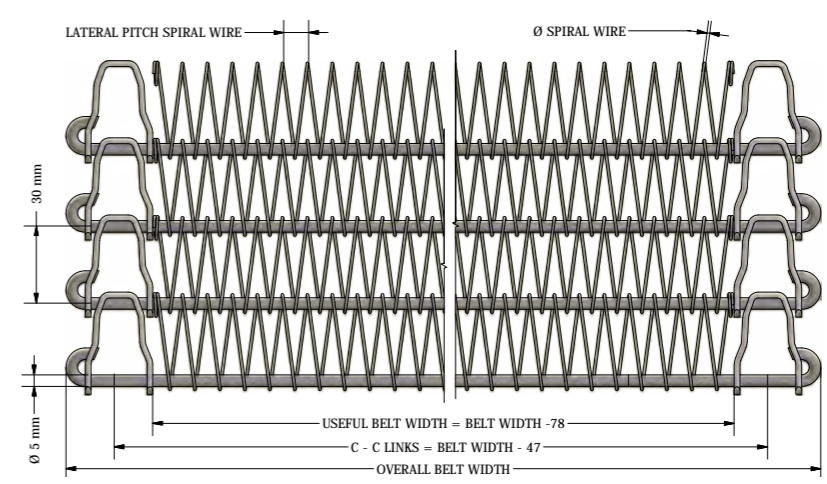 LATERAL PITCH SPIRAL WIRE
Ø SPIRAL WIRE
30 mm
Ø 5 mm
USEFUL BELT WIDTH = BELT WIDTH -78
C - C LINKS = BELT WIDTH - 47
OVERALL BELT WIDTH